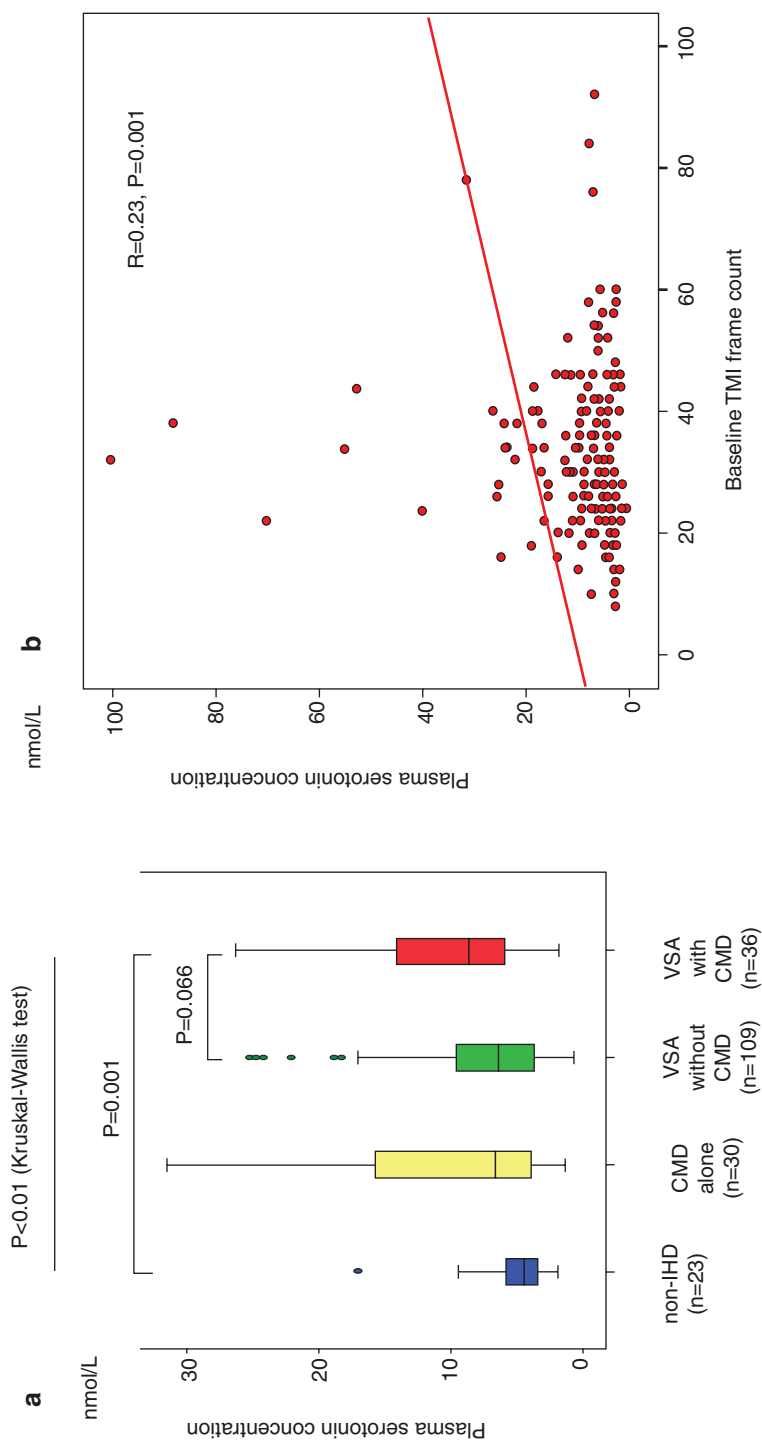 a
nmol/L
P<0.01 (Kruskal-Wallis test)
P=0.001
P=0.066
30
20
10
0
Plasma serotonin concentration
non-IHD
(n=23)
CMD
alone
(n=30)
VSA
without
CMD
(n=109)
VSA
with
CMD
(n=36)
b
nmol/L
R=0.23, P=0.001
100
80
60
40
20
0
Plasma serotonin concentration
0
20
40
60
80
100
Baseline TMI frame count